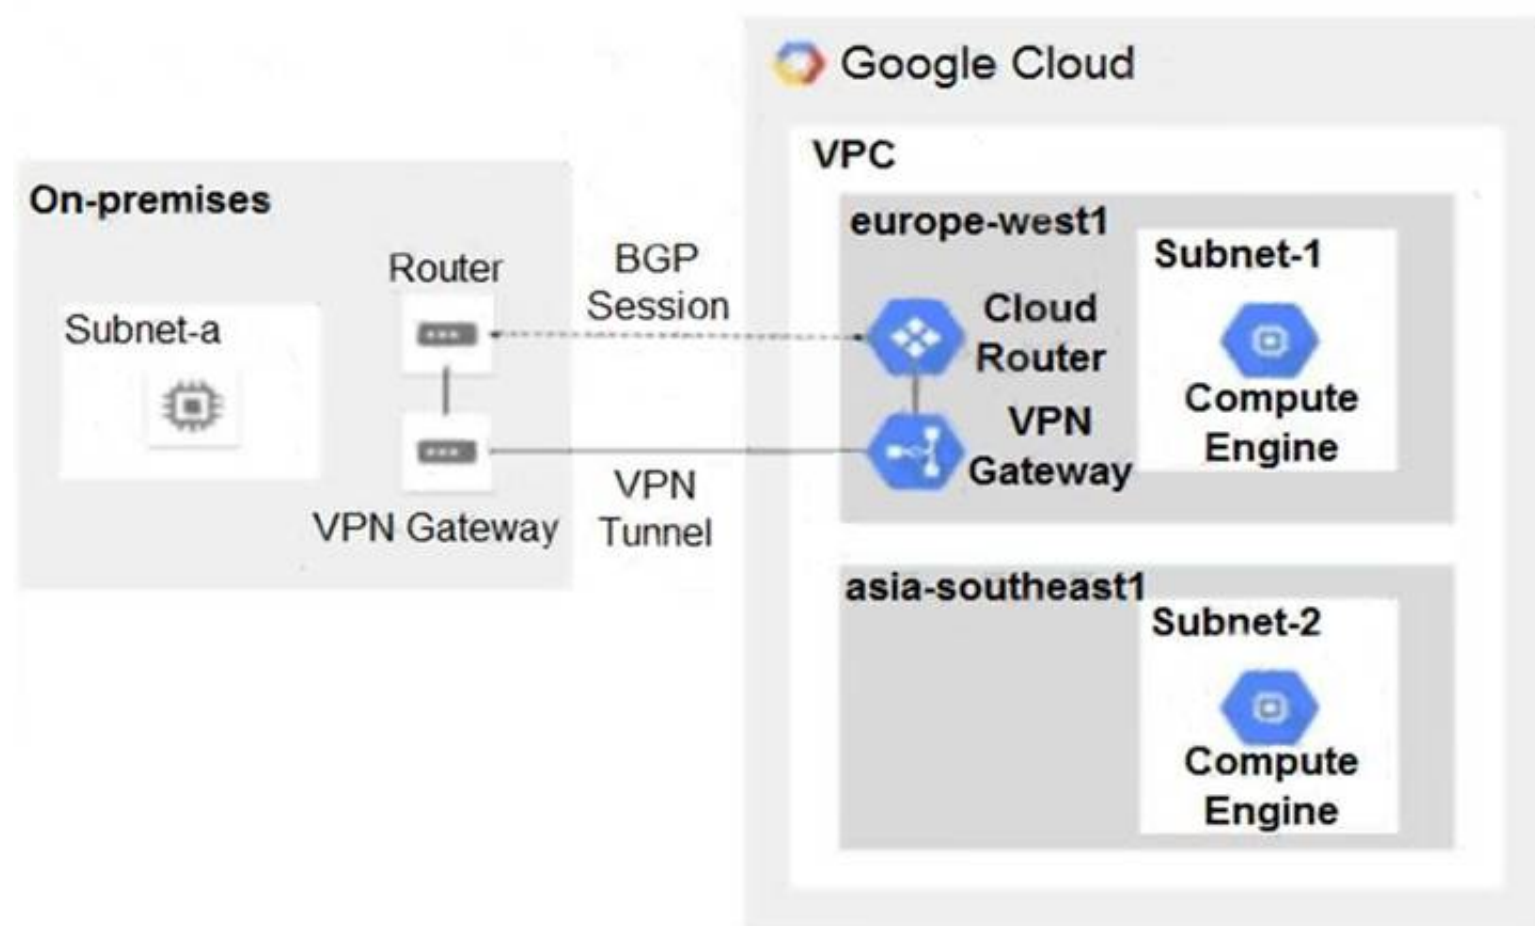 Google Cloud
VPC
On-premises
europe-west1
Subnet-1
Router
BGP
Session
Cloud
Router
Subnet-a
Compute
Engine
VPN
Gateway
VPN Gateway
VPN
Tunnel
asia-southeast1
Subnet-2
Compute
Engine